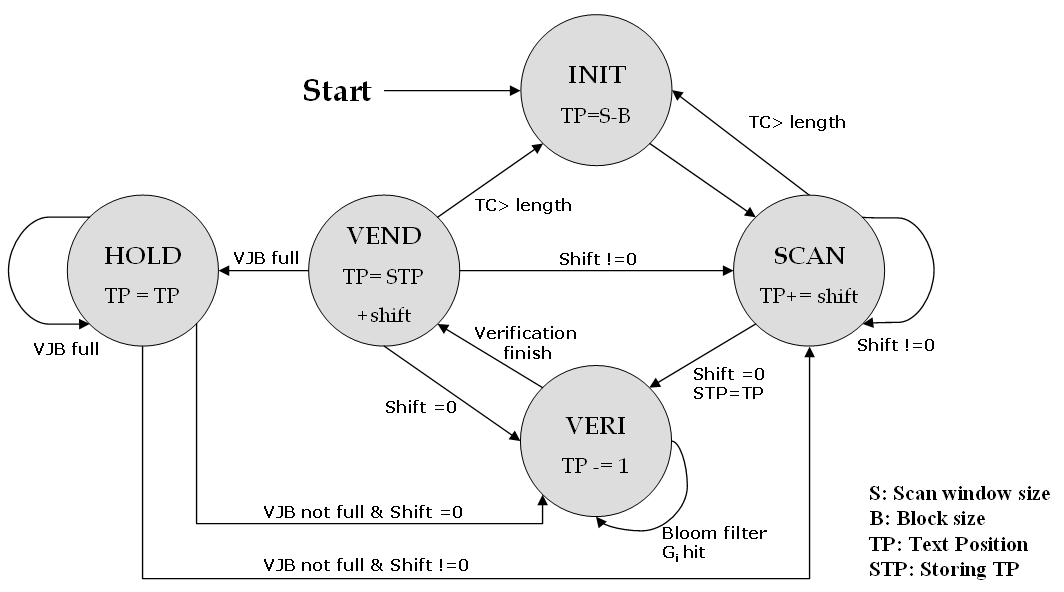 Start
INIT
TP=S-B
TC> length
TC> length
HOLD
TP = TP
VJB full
VJB full
VEND
TP= STP
+shift
Shift !=0
SCAN
TP+= shift
Shift !=0
Verification
finish
Shift =0
STP=TP
Shift =0
VERI
TP -= 1
Bloom filter
Gi hit
VJB not full & Shift =0
VJB not full & Shift !=0
S: Scan window size
B: Block size
TP: Text Position
STP: Storing TP